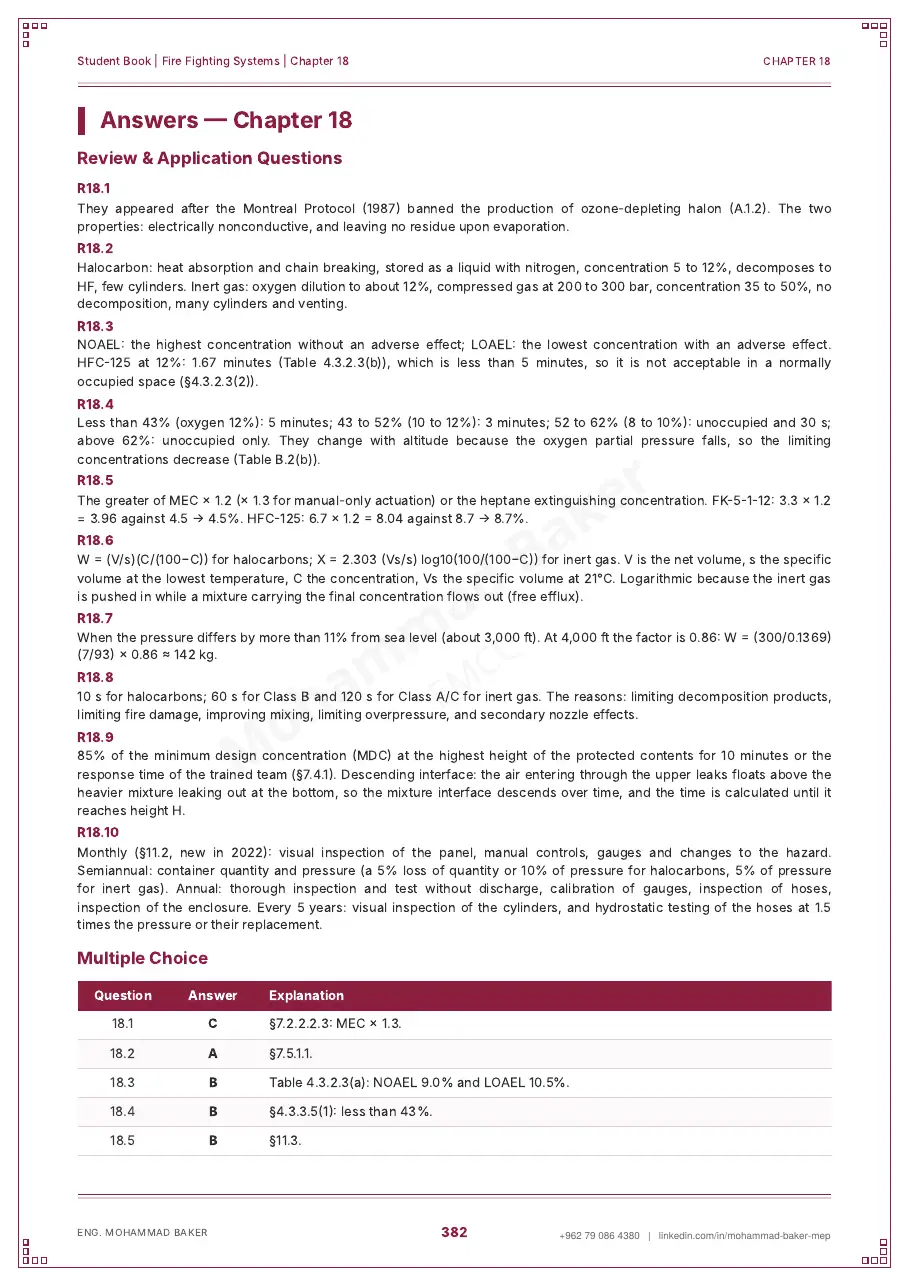 Student Book | Fire Fighting Systems | Chapter 18
CHAPTER 18
Answers — Chapter 18
Review & Application Questions
R18.1
They appeared after the Montreal Protocol (1987) banned the production of ozone-depleting halon (A.1.2). The two
properties: electrically nonconductive, and leaving no residue upon evaporation.
R18.2
Halocarbon: heat absorption and chain breaking, stored as a liquid with nitrogen, concentration 5 to 12%, decomposes to
HF, few cylinders. Inert gas: oxygen dilution to about 12%, compressed gas at 200 to 300 bar, concentration 35 to 50%, no
decomposition, many cylinders and venting.
R18.3
NOAEL: the highest concentration without an adverse effect; LOAEL: the lowest concentration with an adverse effect.
HFC-125 at 12%: 1.67 minutes (Table 4.3.2.3(b)), which is less than 5 minutes, so it is not acceptable in a normally
occupied space (§4.3.2.3(2)).
R18.4
Less than 43% (oxygen 12%): 5 minutes; 43 to 52% (10 to 12%): 3 minutes; 52 to 62% (8 to 10%): unoccupied and 30 s;
above 62%: unoccupied only. They change with altitude because the oxygen partial pressure falls, so the limiting
concentrations decrease (Table B.2(b)).
R18.5
The greater of MEC × 1.2 (× 1.3 for manual-only actuation) or the heptane extinguishing concentration. FK-5-1-12: 3.3 × 1.2
= 3.96 against 4.5 → 4.5%. HFC-125: 6.7 × 1.2 = 8.04 against 8.7 → 8.7%.
R18.6
W = (V/s)(C/(100−C)) for halocarbons; X = 2.303 (Vs/s) log10(100/(100−C)) for inert gas. V is the net volume, s the specific
volume at the lowest temperature, C the concentration, Vs the specific volume at 21°C. Logarithmic because the inert gas
is pushed in while a mixture carrying the final concentration flows out (free efflux).
R18.7
When the pressure differs by more than 11% from sea level (about 3,000 ft). At 4,000 ft the factor is 0.86: W = (300/0.1369)
(7/93) × 0.86 ≈ 142 kg.
R18.8
10 s for halocarbons; 60 s for Class B and 120 s for Class A/C for inert gas. The reasons: limiting decomposition products,
limiting fire damage, improving mixing, limiting overpressure, and secondary nozzle effects.
R18.9
85% of the minimum design concentration (MDC) at the highest height of the protected contents for 10 minutes or the
response time of the trained team (§7.4.1). Descending interface: the air entering through the upper leaks floats above the
heavier mixture leaking out at the bottom, so the mixture interface descends over time, and the time is calculated until it
reaches height H.
R18.10
Monthly (§11.2, new in 2022): visual inspection of the panel, manual controls, gauges and changes to the hazard.
Semiannual: container quantity and pressure (a 5% loss of quantity or 10% of pressure for halocarbons, 5% of pressure
for inert gas). Annual: thorough inspection and test without discharge, calibration of gauges, inspection of hoses,
inspection of the enclosure. Every 5 years: visual inspection of the cylinders, and hydrostatic testing of the hoses at 1.5
times the pressure or their replacement.
Multiple Choice
Question Answer Explanation
18.1 C §7.2.2.2.3: MEC × 1.3.
18.2 A §7.5.1.1.
18.3 B Table 4.3.2.3(a): NOAEL 9.0% and LOAEL 10.5%.
18.4 B §4.3.3.5(1): less than 43%.
18.5 B §11.3.
Mohammad Baker
EMCC
ENG. MOHAMMAD BAKER
382
+962 79 086 4380 | linkedin.com/in/mohammad-baker-mep